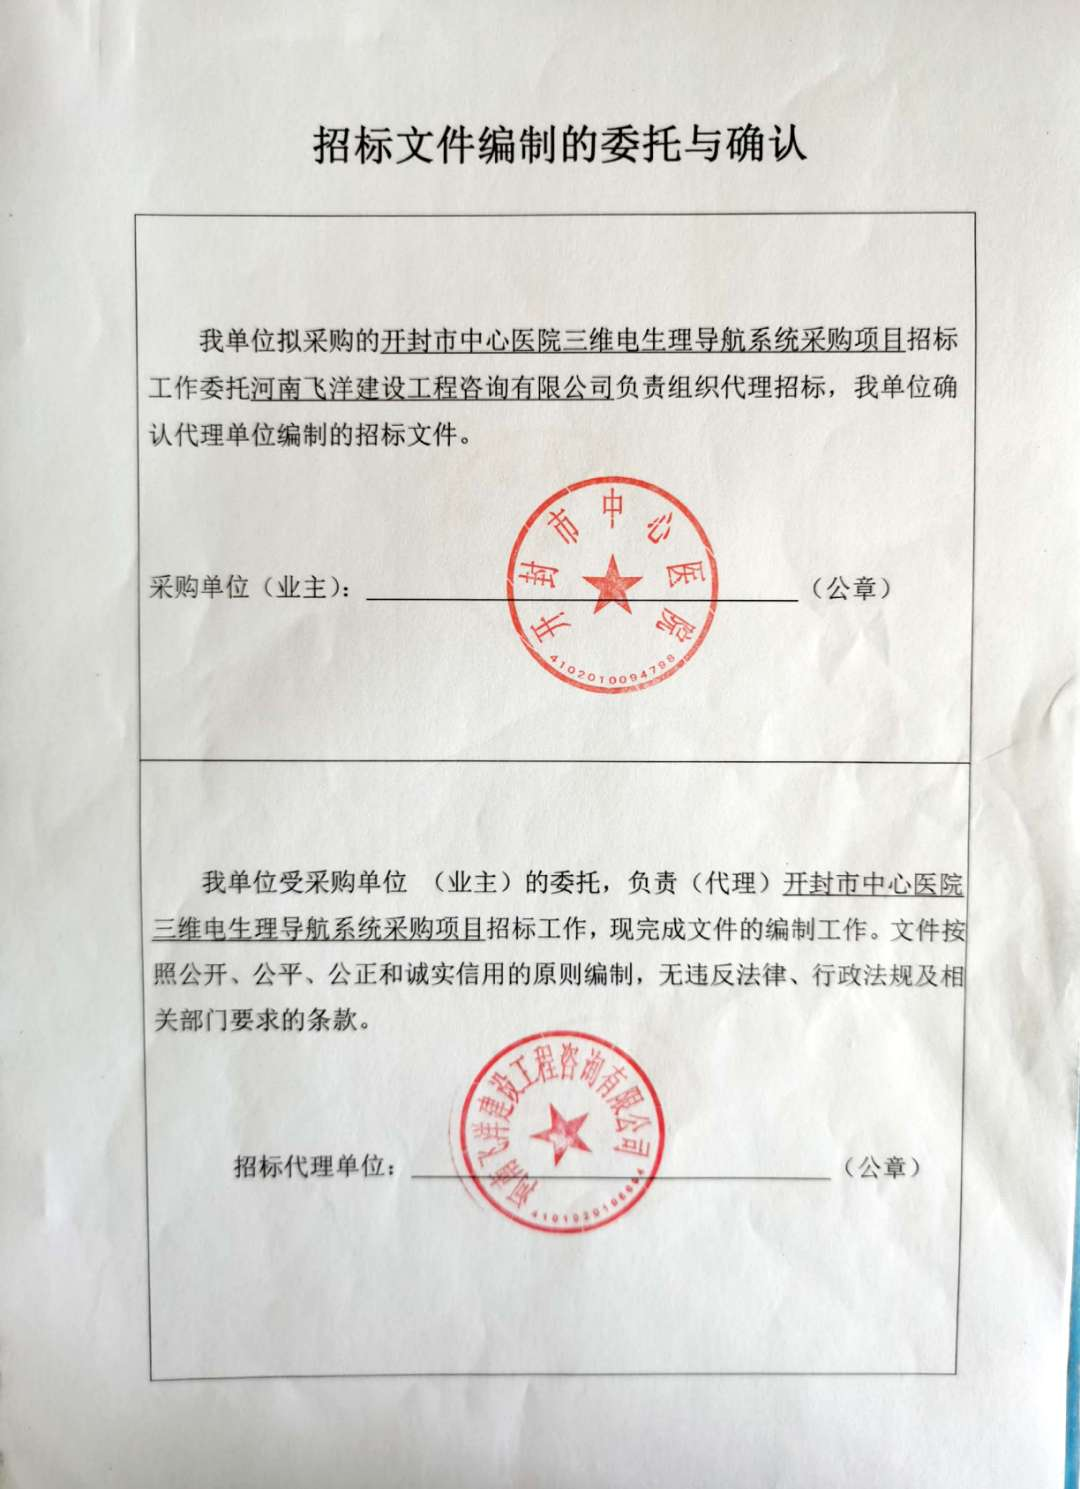 招标文件编制的委托与确认
我单位拟采购的开封市中心医院三维电生理导航系统采购项目招标
工作委托河南飞洋建设工程咨询有限公司负责组织代理招标，我单位确
认代理单位编制的招标文件。
开封市中心医院
采购单位（业主）：（公章）
4102010094798
我单位受采购单位 （业主）的委托，负责（代理）开封市中心医院
三维电生理导航系统采购项目招标工作，现完成文件的编制工作。文件按
照公开、公平、公正和诚实信用的原则编制，无违反法律、行政法规及相
关部门要求的条款。
河南飞洋建设工程咨询有限公司
招标代理单位：（公章）